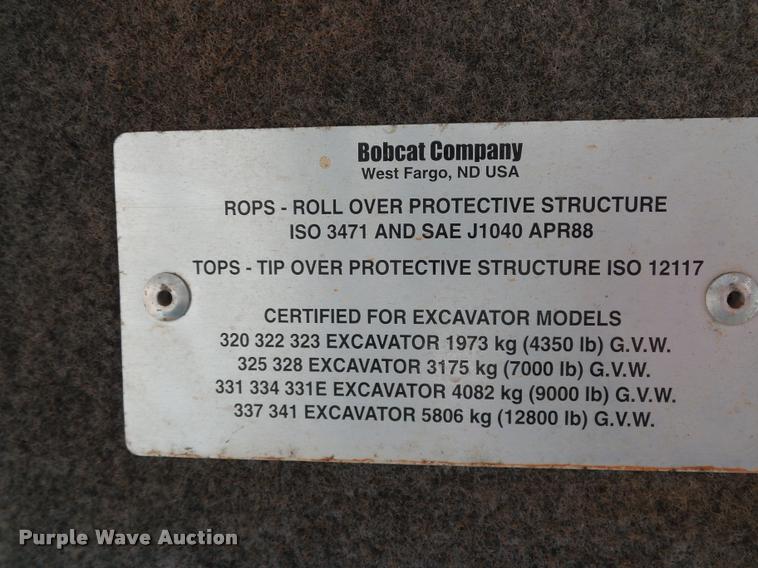 Bobcat Company
West Fargo, ND USA
ROPS - ROLL OVER PROTECTIVE STRUCTURE
ISO 3471 AND SAE J1040 APR88
TOPS - TIP OVER PROTECTIVE STRUCTURE ISO 12117
CERTIFIED FOR EXCAVATOR MODELS
320 322 323 EXCAVATOR 1973 kg (4350 lb) G.V.W.
325 328 EXCAVATOR 3175 kg (7000 lb) G.V.W.
331 334 331E EXCAVATOR 4082 kg (9000 lb) G.V.W.
337 341 EXCAVATOR 5806 kg (12800 lb) G.V.W.
Purple Wave Auction